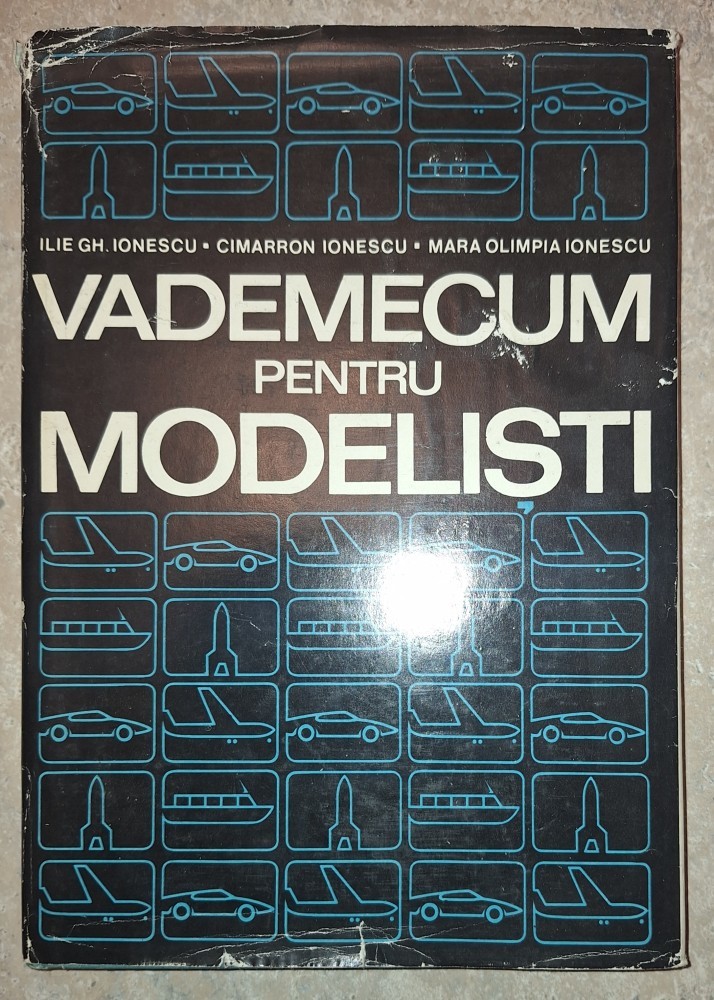 ILIE GH. IONESCU ▪ CIMARRON IONESCU ▪ MARA OLIMPIA IONESCU
VADEMECUM
PENTRU
MODELIȘTI